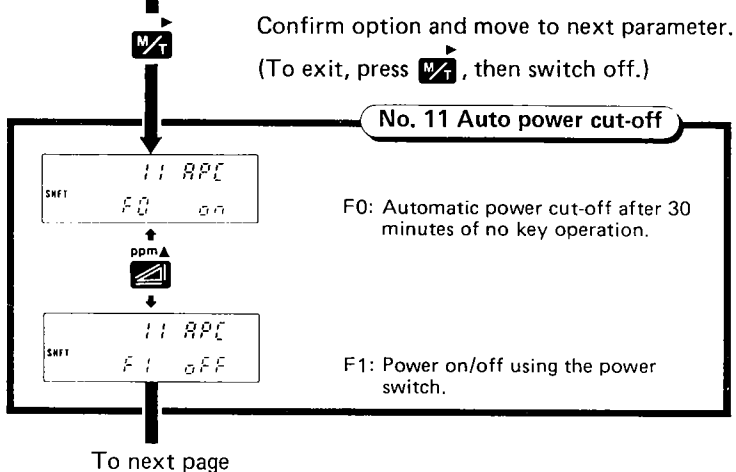 M/T
Confirm option and move to next parameter.
(To exit, press M/T , then switch off.)
No. 11 Auto power cut-off
11 APC
SHFT
F0 on
F0: Automatic power cut-off after 30
minutes of no key operation.
ppm▲
11 APC
SHFT
F1 oFF
F1: Power on/off using the power
switch.
To next page